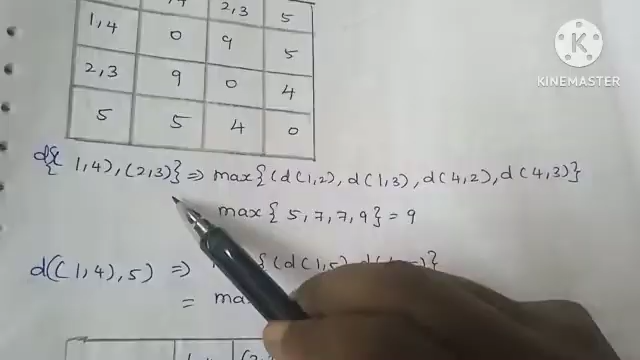 2,3 5
1,4 0 9 5
2,3 9 0 4
5 5 4 0
d{ 1,4),(2,3)} ⇒ max{(d(1,2), d(1,3), d(4,2), d(4,3)}
max{ 5,7,7,9} = 9
d((1,4),5) ⇒ {(d(1,5)
= max
K
KINEMASTER